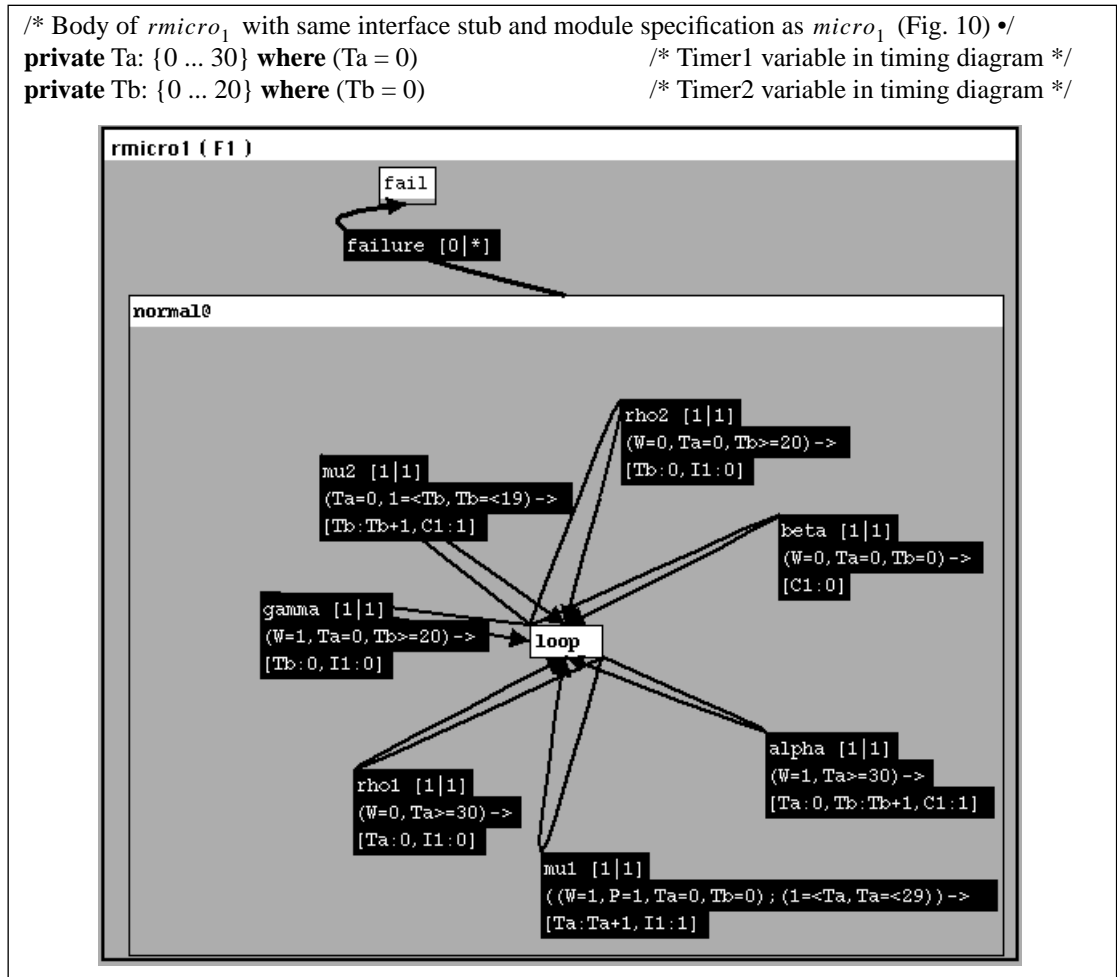 /* Body of rmicro1 with same interface stub and module specification as micro1 (Fig. 10) •/
private Ta: {0 ... 30} where (Ta = 0) /* Timer1 variable in timing diagram */
private Tb: {0 ... 20} where (Tb = 0) /* Timer2 variable in timing diagram */
rmicro1 ( F1 )
fail
failure [0|*]
normal@
rho2 [1|1]
(W=0,Ta=0,Tb>=20)->
[Tb:0,I1:0]
mu2 [1|1]
(Ta=0,1=<Tb,Tb=<19)->
[Tb:Tb+1,C1:1]
beta [1|1]
(W=0,Ta=0,Tb=0)->
[C1:0]
gamma [1|1]
(W=1,Ta=0,Tb>=20)->
[Tb:0,I1:0]
loop
alpha [1|1]
(W=1,Ta>=30)->
[Ta:0,Tb:Tb+1,C1:1]
rho1 [1|1]
(W=0,Ta>=30)->
[Ta:0,I1:0]
mu1 [1|1]
((W=1,P=1,Ta=0,Tb=0);(1=<Ta,Ta=<29))->
[Ta:Ta+1,I1:1]